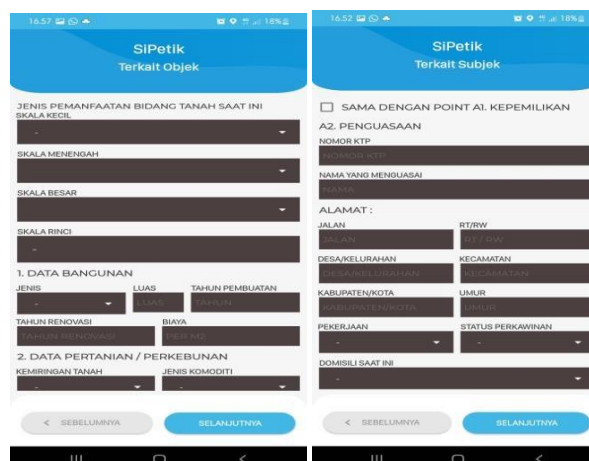 16.57
18%
SiPetik
Terkait Objek
JENIS PEMANFAATAN BIDANG TANAH SAAT INI
SKALA KECIL
-
SKALA MENENGAH
SKALA BESAR
SKALA RINCI
-
1. DATA BANGUNAN
JENIS LUAS TAHUN PEMBUATAN
- LUAS TAHUN
TAHUN RENOVASI BIAYA
TAHUN RENOVASI PER M2
2. DATA PERTANIAN / PERKEBUNAN
KEMIRINGAN TANAH JENIS KOMODITI
- -
< SEBELUMNYA SELANJUTNYA
16.52
18%
SiPetik
Terkait Subjek
SAMA DENGAN POINT A1. KEPEMILIKAN
A2. PENGUASAAN
NOMOR KTP
NOMOR KTP
NAMA YANG MENGUASAI
NAMA
ALAMAT :
JALAN RT/RW
JALAN RT / RW
DESA/KELURAHAN KECAMATAN
DESA/KELURAHAN KECAMATAN
KABUPATEN/KOTA UMUR
KABUPATEN/KOTA UMUR
PEKERJAAN STATUS PERKAWINAN
- -
DOMISILI SAAT INI
-
< SEBELUMNYA SELANJUTNYA